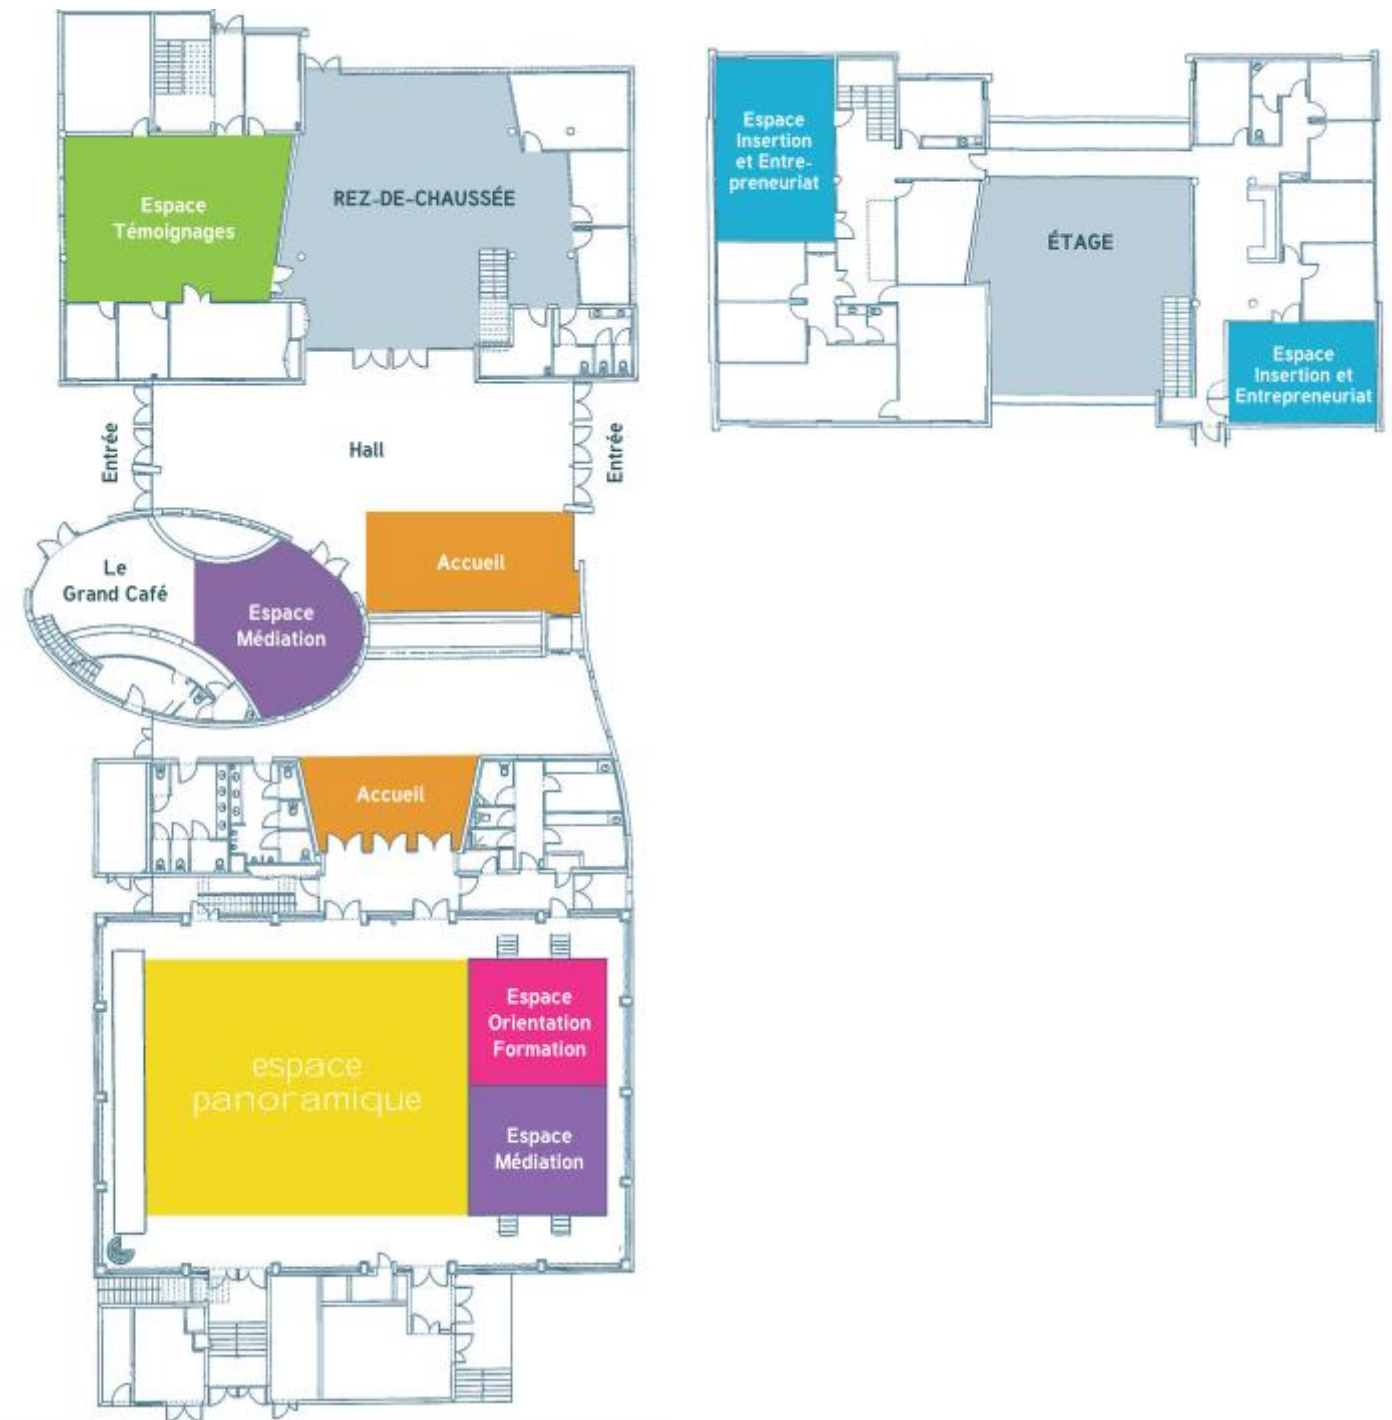 Espace
Témoignages
REZ-DE-CHAUSSÉE
Entrée
Hall
Entrée
Le
Grand Café
Espace
Médiation
Accueil
Accueil
espace
panoramique
Espace
Orientation
Formation
Espace
Médiation
Espace
Insertion
et Entre-
preneuriat
ÉTAGE
Espace
Insertion et
Entrepreneuriat